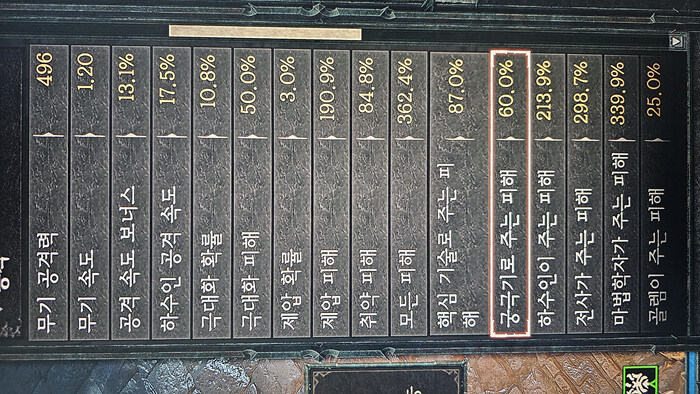 무기 공격력 496
무기 속도 1.20
공격 속도 보너스 13.1%
하수인 공격 속도 17.5%
극대화 확률 10.8%
극대화 피해 50.0%
제압 확률 3.0%
제압 피해 190.9%
취약 피해 84.8%
모든 피해 362.4%
핵심 기술로 주는 피 87.0%
해
궁극기로 주는 피해 60.0%
하수인이 주는 피해 213.9%
전사가 주는 피해 298.7%
마법학자가 주는 피해 339.9%
골렘이 주는 피해 25.0%